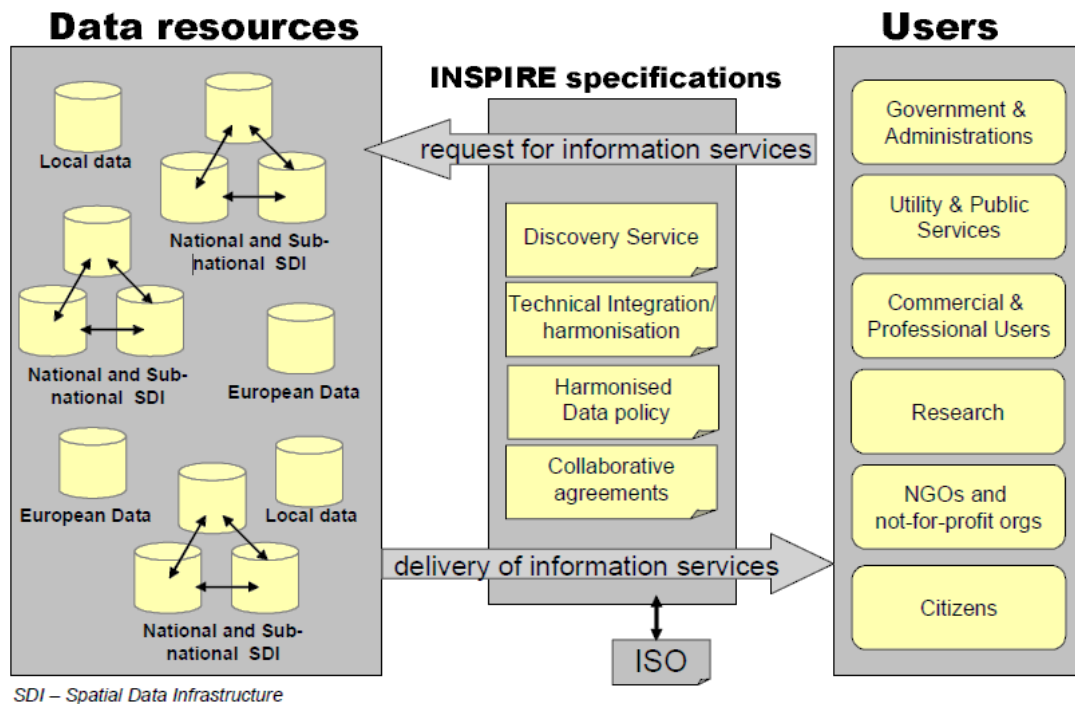 Data resources
Users
INSPIRE specifications
Local data
National and Sub-
national SDI
National and Sub-
national SDI
European Data
European Data
Local data
National and Sub-
national SDI
request for information services
Discovery Service
Technical Integration/
harmonisation
Harmonised
Data policy
Collaborative
agreements
delivery of information services
ISO
Government &
Administrations
Utility & Public
Services
Commercial &
Professional Users
Research
NGOs and
not-for-profit orgs
Citizens
SDI – Spatial Data Infrastructure